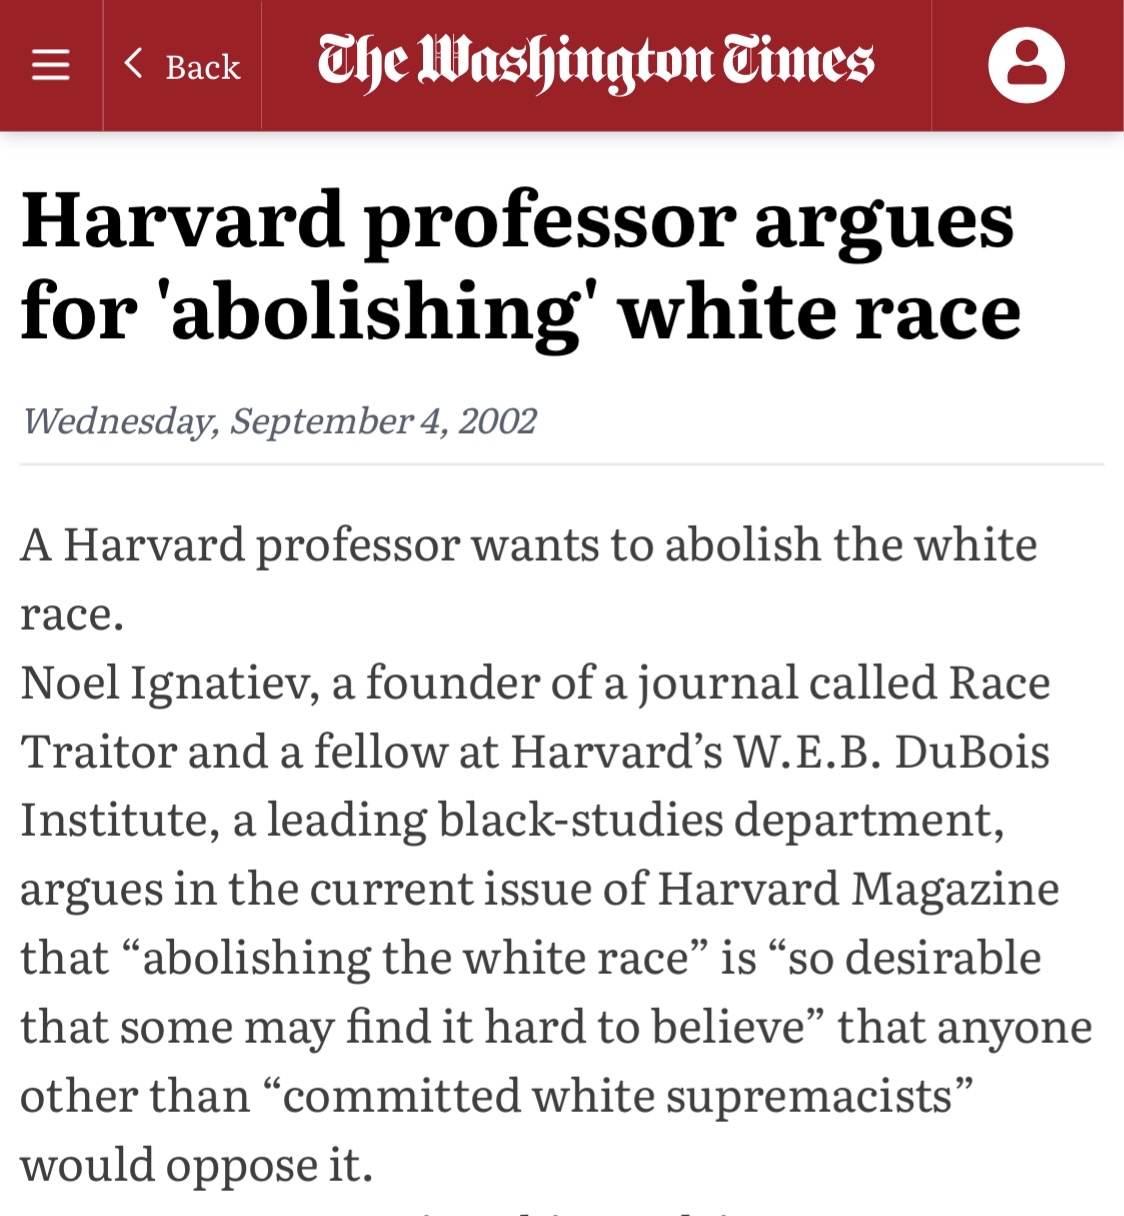 Back
The Washington Times
Harvard professor argues
for 'abolishing' white race
Wednesday, September 4, 2002
A Harvard professor wants to abolish the white
race.
Noel Ignatiev, a founder of a journal called Race
Traitor and a fellow at Harvard’s W.E.B. DuBois
Institute, a leading black-studies department,
argues in the current issue of Harvard Magazine
that “abolishing the white race” is “so desirable
that some may find it hard to believe” that anyone
other than “committed white supremacists”
would oppose it.